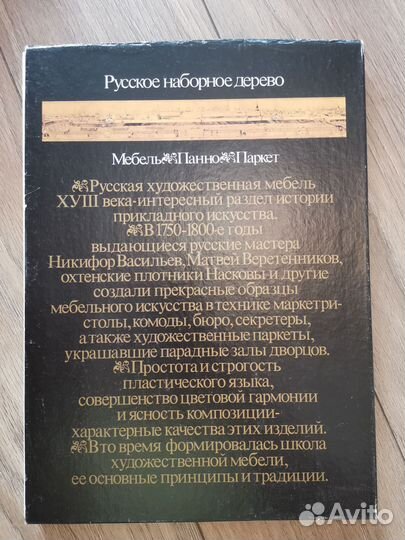 Русское наборное дерево
Мебель Панно Паркет
Русская художественная мебель
XУIII века-интересный раздел истории
прикладного искусства.
В 1750-1800-е годы
выдающиеся русские мастера
Никифор Васильев, Матвей Веретенников,
охтенские плотники Насковы и другие
создали прекрасные образцы
мебельного искусства в технике маркетри-
столы, комоды, бюро, секретеры,
а также художественные паркеты,
украшавшие парадные залы дворцов.
Простота и строгость
пластического языка,
совершенство цветовой гармонии
и ясность композиции-
характерные качества этих изделий.
В то время формировалась школа
художественной мебели,
ее основные принципы и традиции.
Avito